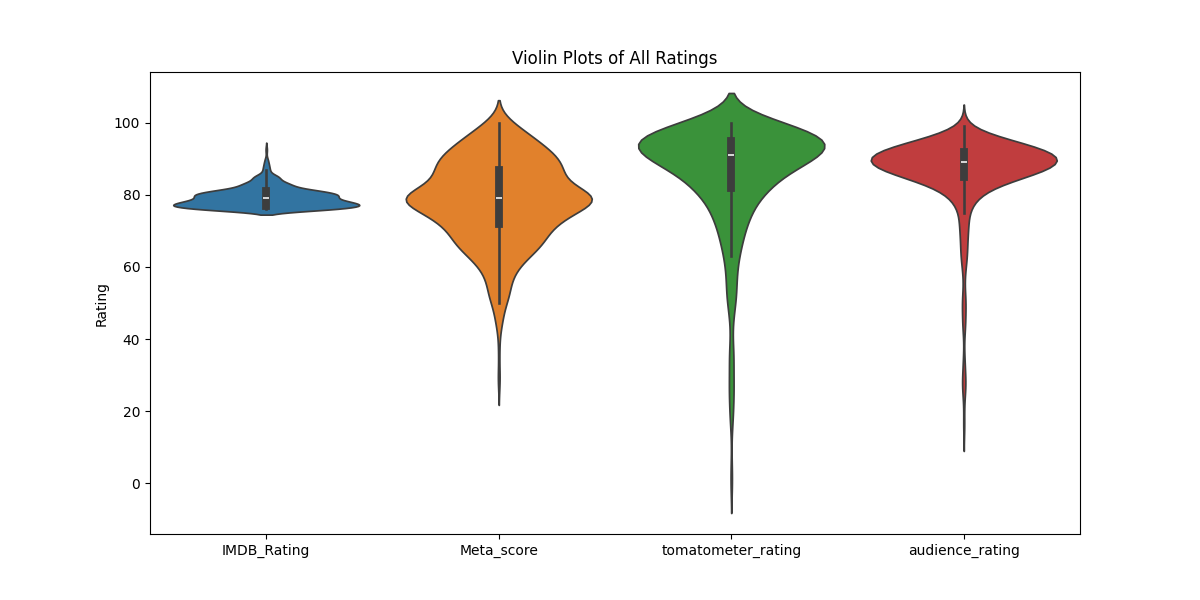 Violin Plots of All Ratings
Rating
100
80
60
40
20
0
IMDB_Rating
Meta_score
tomatometer_rating
audience_rating